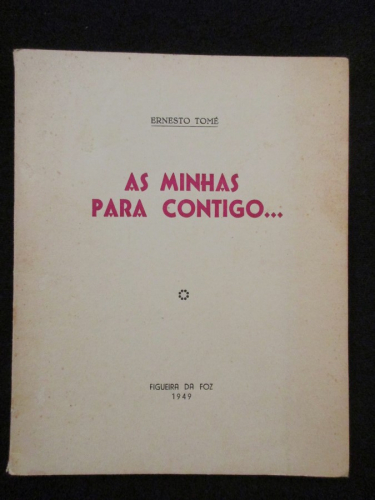 ERNESTO TOMÉ
AS MINHAS
PARA CONTIGO...
FIGUEIRA DA FOZ
1949